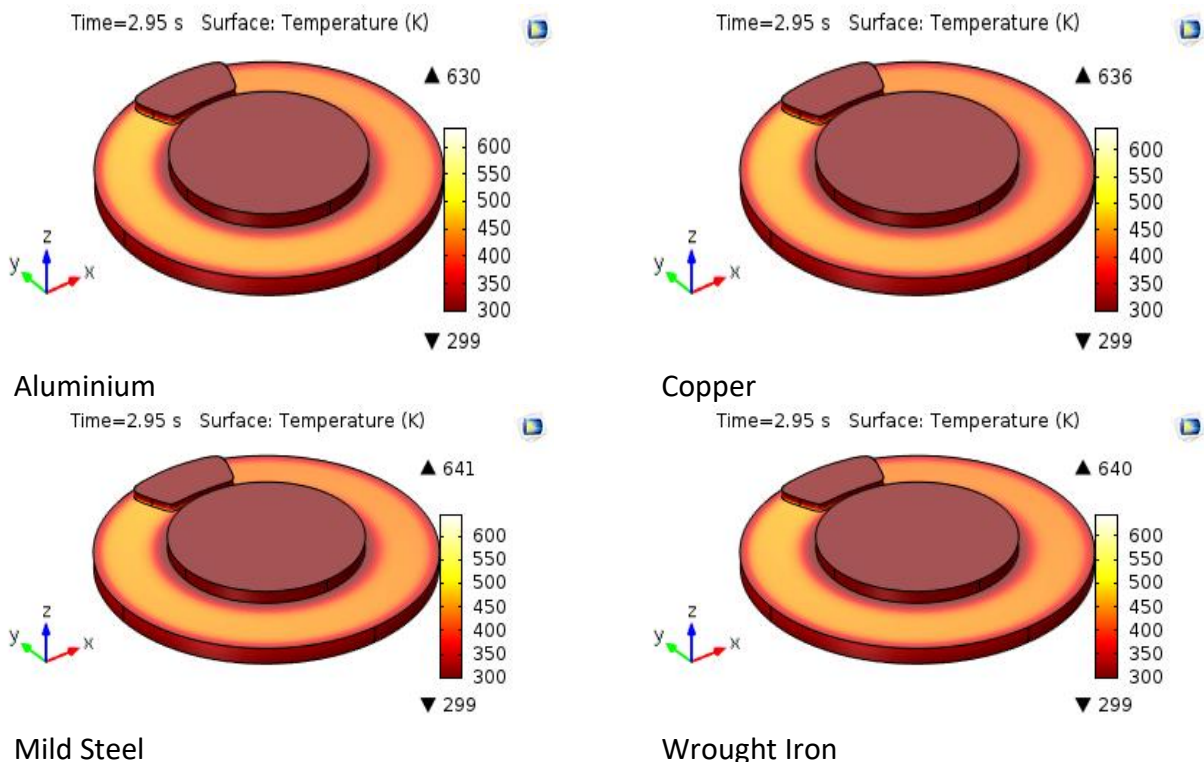 Time=2.95 s Surface: Temperature (K)
▲ 630
600
550
500
450
400
350
300
▼ 299
z
y
x
Aluminium
Time=2.95 s Surface: Temperature (K)
▲ 636
600
550
500
450
400
350
300
▼ 299
z
y
x
Copper
Time=2.95 s Surface: Temperature (K)
▲ 641
600
550
500
450
400
350
300
▼ 299
z
y
x
Mild Steel
Time=2.95 s Surface: Temperature (K)
▲ 640
600
550
500
450
400
350
300
▼ 299
z
y
x
Wrought Iron